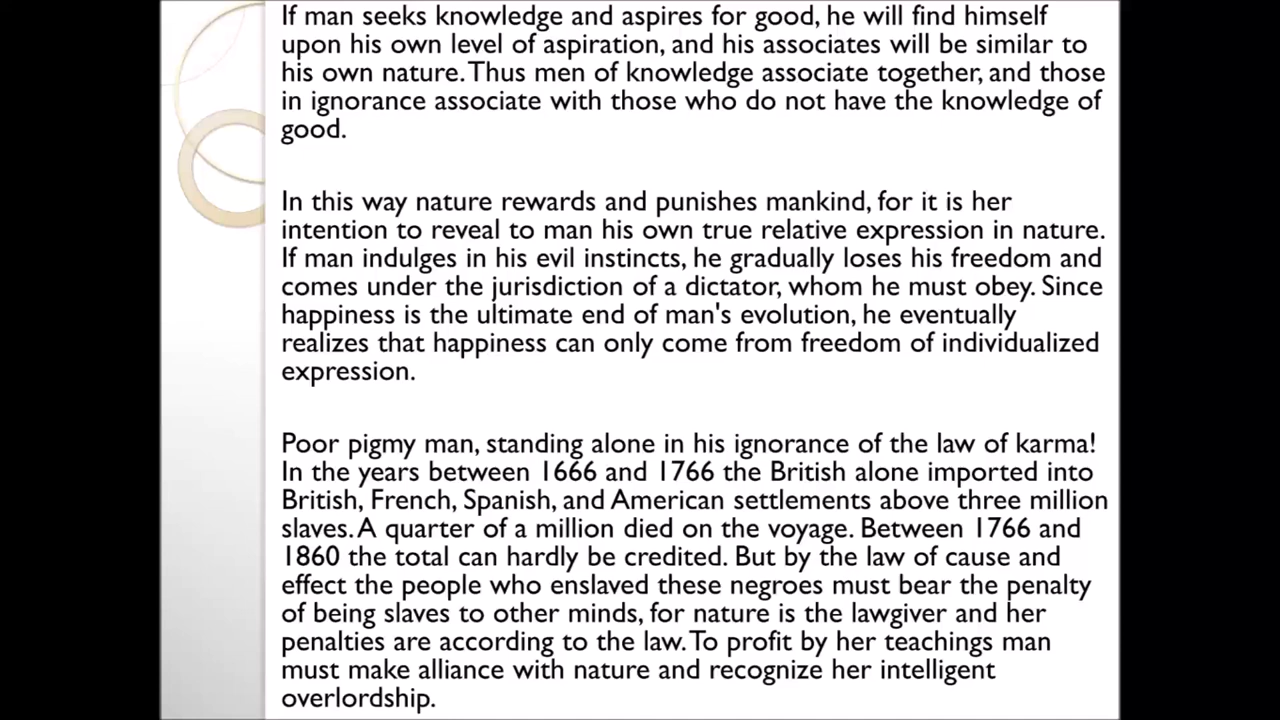 If man seeks knowledge and aspires for good, he will find himself
upon his own level of aspiration, and his associates will be similar to
his own nature. Thus men of knowledge associate together, and those
in ignorance associate with those who do not have the knowledge of
good.
In this way nature rewards and punishes mankind, for it is her
intention to reveal to man his own true relative expression in nature.
If man indulges in his evil instincts, he gradually loses his freedom and
comes under the jurisdiction of a dictator, whom he must obey. Since
happiness is the ultimate end of man's evolution, he eventually
realizes that happiness can only come from freedom of individualized
expression.
Poor pigmy man, standing alone in his ignorance of the law of karma!
In the years between 1666 and 1766 the British alone imported into
British, French, Spanish, and American settlements above three million
slaves. A quarter of a million died on the voyage. Between 1766 and
1860 the total can hardly be credited. But by the law of cause and
effect the people who enslaved these negroes must bear the penalty
of being slaves to other minds, for nature is the lawgiver and her
penalties are according to the law. To profit by her teachings man
must make alliance with nature and recognize her intelligent
overlordship.